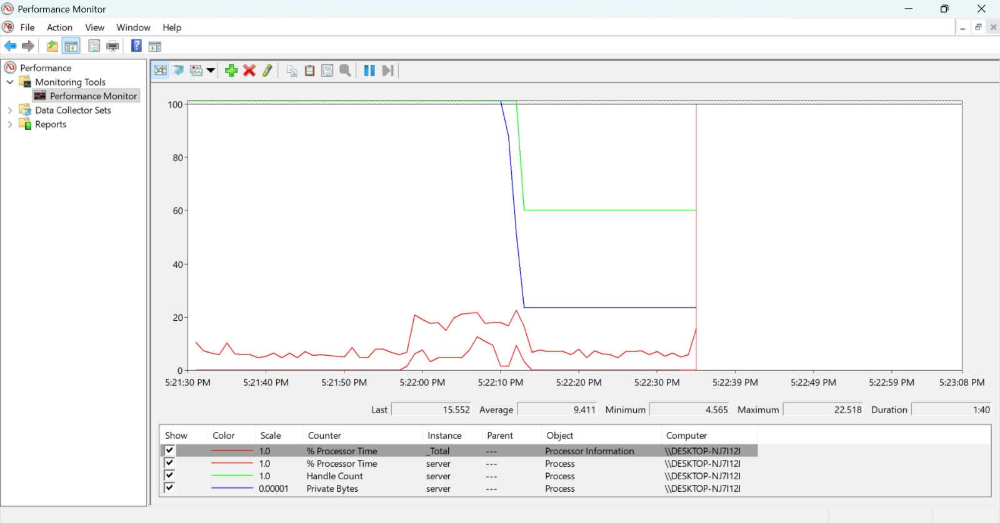 Performance Monitor
File Action View Window Help
Performance
Monitoring Tools
Performance Monitor
Data Collector Sets
Reports
100
80
60
40
20
0
5:21:30 PM 5:21:40 PM 5:21:50 PM 5:22:00 PM 5:22:10 PM 5:22:20 PM 5:22:30 PM 5:22:39 PM 5:22:49 PM 5:22:59 PM 5:23:08 PM
Last 15.552 Average 9.411 Minimum 4.565 Maximum 22.518 Duration 1:40
Show Color Scale Counter Instance Parent Object Computer
1.0 % Processor Time _Total --- Processor Information \\DESKTOP-NJ7I12I
1.0 % Processor Time server --- Process \\DESKTOP-NJ7I12I
1.0 Handle Count server --- Process \\DESKTOP-NJ7I12I
0.00001 Private Bytes server --- Process \\DESKTOP-NJ7I12I